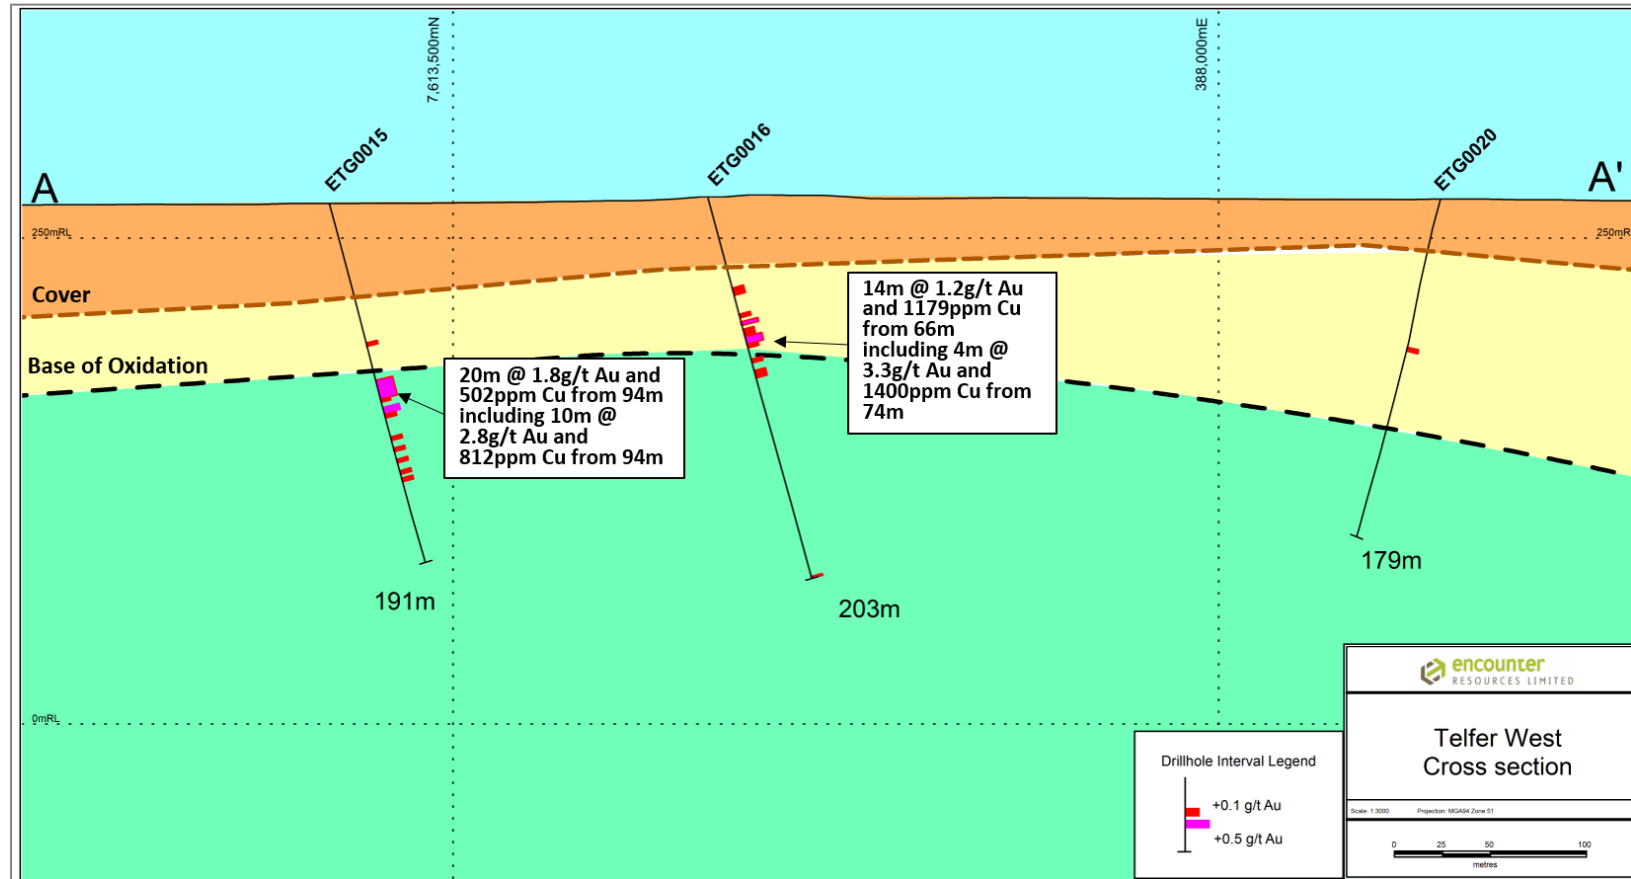 7,613,500mN
388,000mE
ETG0015
ETG0016
ETG0020
A
A'
250mRL
250mR
Cover
Base of Oxidation
20m @ 1.8g/t Au and
502ppm Cu from 94m
including 10m @
2.8g/t Au and
812ppm Cu from 94m
14m @ 1.2g/t Au
and 1179ppm Cu
from 66m
including 4m @
3.3g/t Au and
1400ppm Cu from
74m
191m
203m
179m
0mRL
Drillhole Interval Legend
+0.1 g/t Au
+0.5 g/t Au
encounter
RESOURCES LIMITED
Telfer West
Cross section
Scale: 1:3000 Projection: MGA94 Zone 51
0 25 50 100
metres